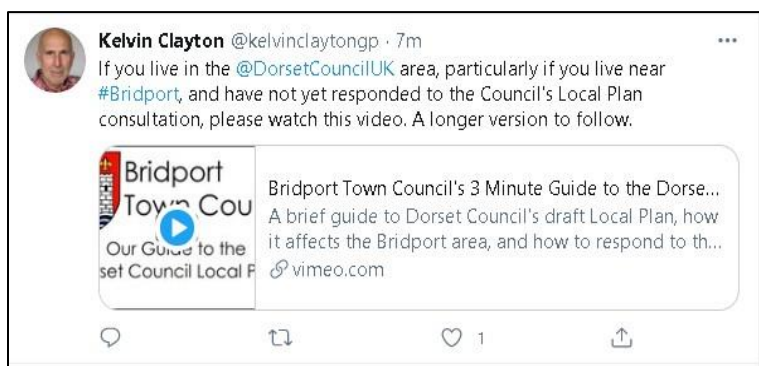 Kelvin Clayton @kelvinclaytongp · 7m
If you live in the @DorsetCouncilUK area, particularly if you live near
#Bridport, and have not yet responded to the Council's Local Plan
consultation, please watch this video. A longer version to follow.
Bridport
Town Cou
Our Guide to the
set Council Local P
Bridport Town Council's 3 Minute Guide to the Dorse...
A brief guide to Dorset Council's draft Local Plan, how
it affects the Bridport area, and how to respond to th...
vimeo.com
1